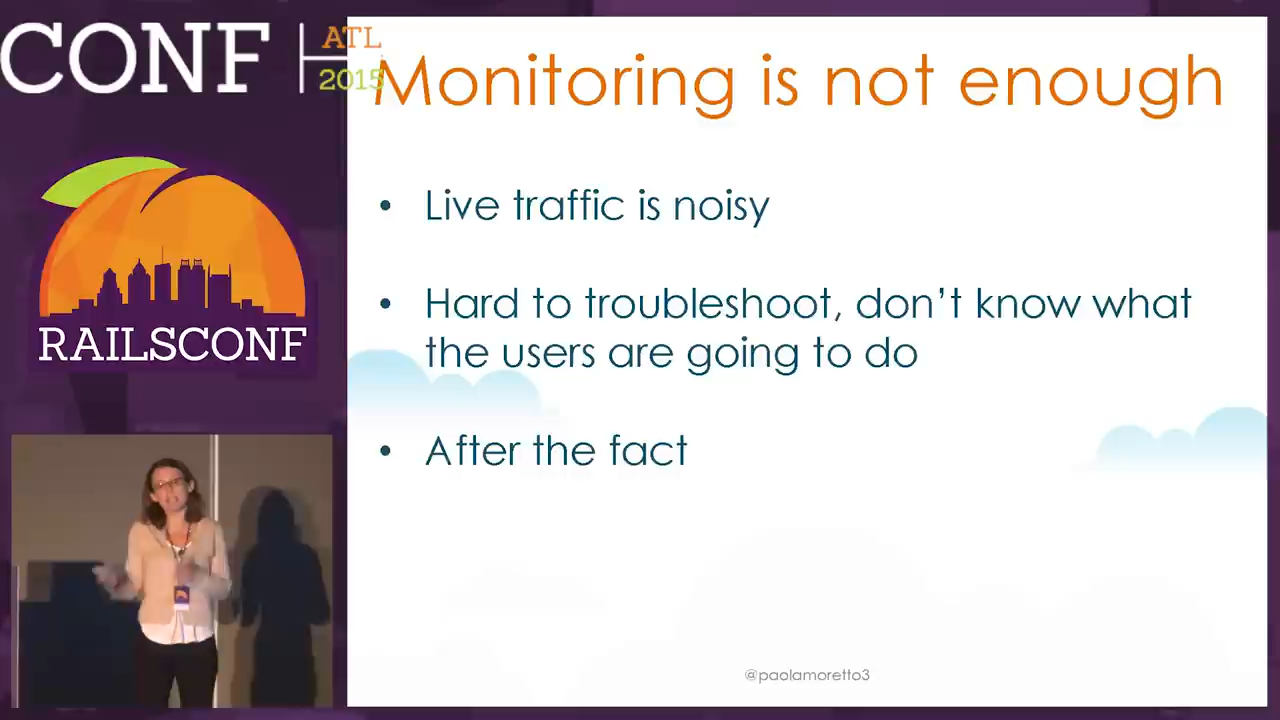 CONF
ATL
2015
RAILSCONF
Monitoring is not enough
• Live traffic is noisy
• Hard to troubleshoot, don’t know what
the users are going to do
• After the fact
@paolamoretto3